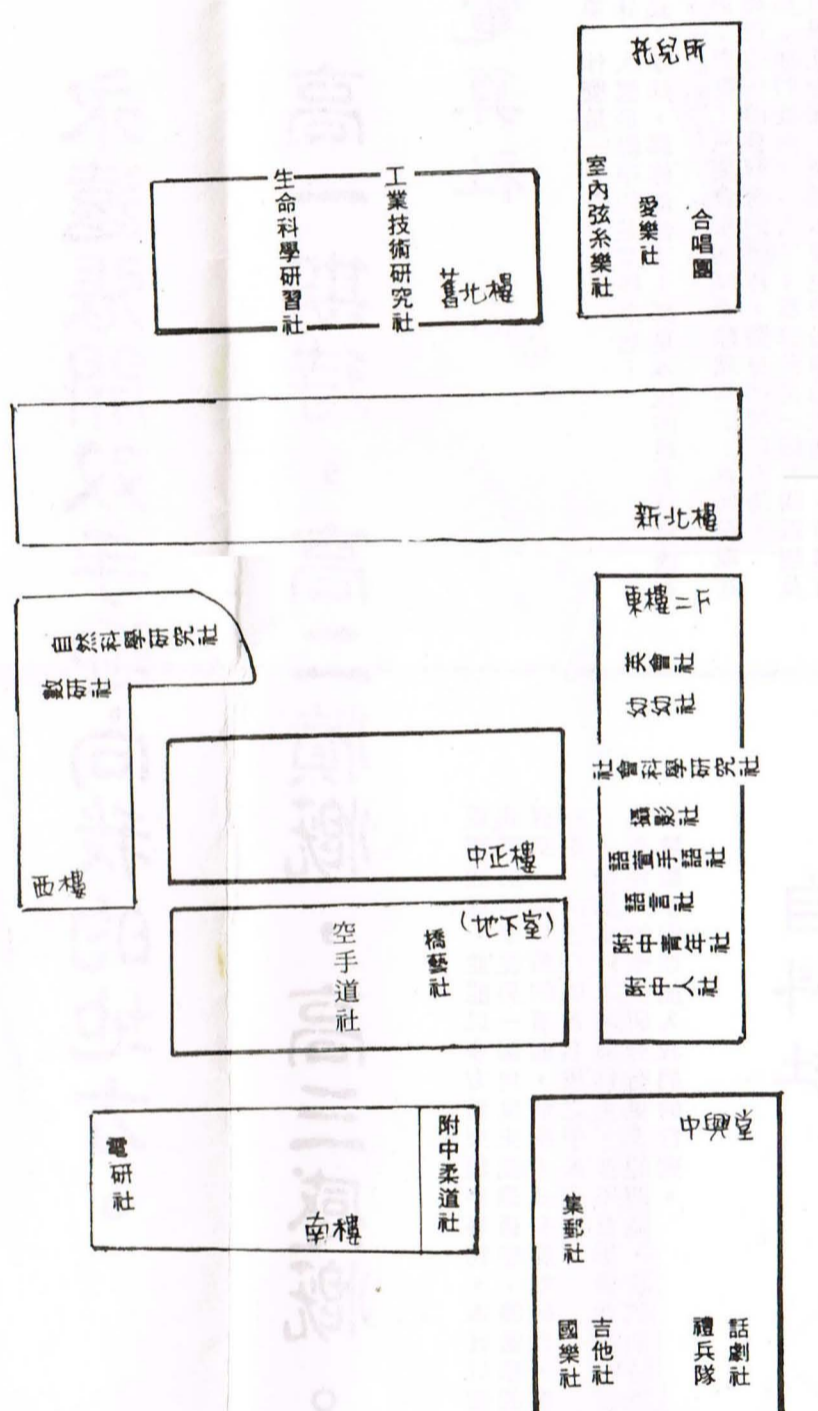 托兒所
室內弦糸樂社
愛樂社
合唱團
生命科學研習社
工業技術研究社
舊北樓
新北樓
自然科學研究社
數研社
西樓
東樓二F
英會社
幼幼社
社會科學研究社
攝影社
語言手語社
語言社
附中青年社
附中人社
中正樓
(地下室)
空手道社
橋藝社
電研社
南樓
附中柔道社
中興堂
集郵社
國樂社
吉他社
禮兵隊
話劇社